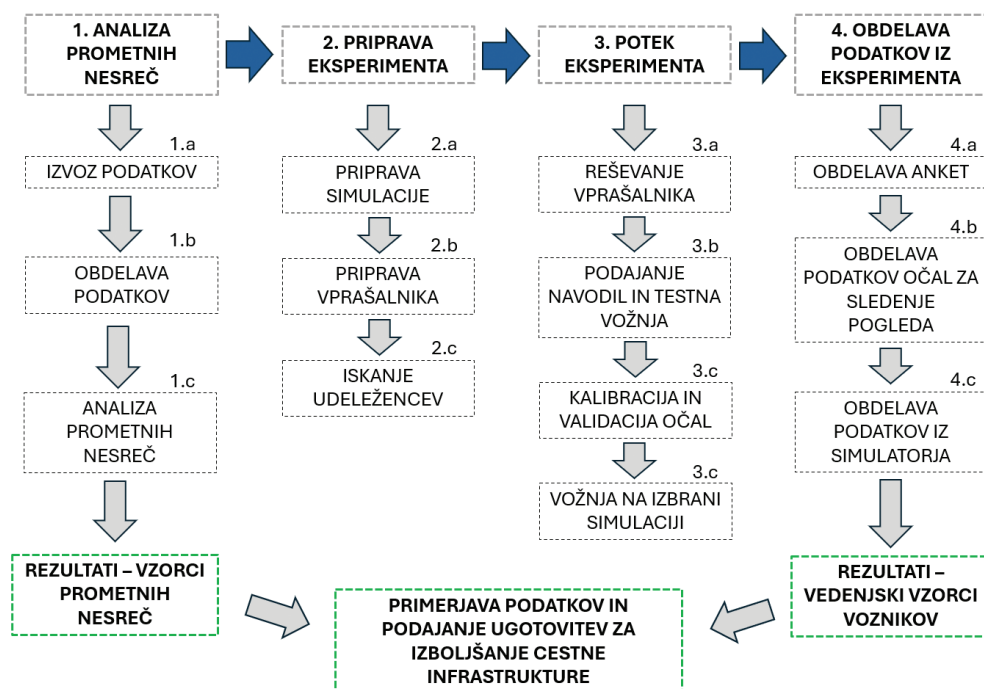 1. ANALIZA
PROMETNIH
NESREČ
1.a
IZVOZ PODATKOV
1.b
OBDELAVA
PODATKOV
1.c
ANALIZA
PROMETNIH
NESREČ
REZULTATI – VZORCI
PROMETNIH
NESREČ
2. PRIPRAVA
EKSPERIMENTA
2.a
PRIPRAVA
SIMULACIJE
2.b
PRIPRAVA
VPRAŠALNIKA
2.c
ISKANJE
UDELEŽENCEV
3. POTEK
EKSPERIMENTA
3.a
REŠEVANJE
VPRAŠALNIKA
3.b
PODAJANJE
NAVODIL IN TESTNA
VOŽNJA
3.c
KALIBRACIJA IN
VALIDACIJA OČAL
3.c
VOŽNJA NA IZBRANI
SIMULACIJI
4. OBDELAVA
PODATKOV IZ
EKSPERIMENTA
4.a
OBDELAVA ANKET
4.b
OBDELAVA
PODATKOV OČAL ZA
SLEDENJE
POGLEDA
4.c
OBDELAVA
PODATKOV IZ
SIMULATORJA
REZULTATI –
VEDENJSKI VZORCI
VOZNIKOV
PRIMERJAVA PODATKOV IN
PODAJANJE UGOTOVITEV ZA
IZBOLJŠANJE CESTNE
INFRASTRUKTURE